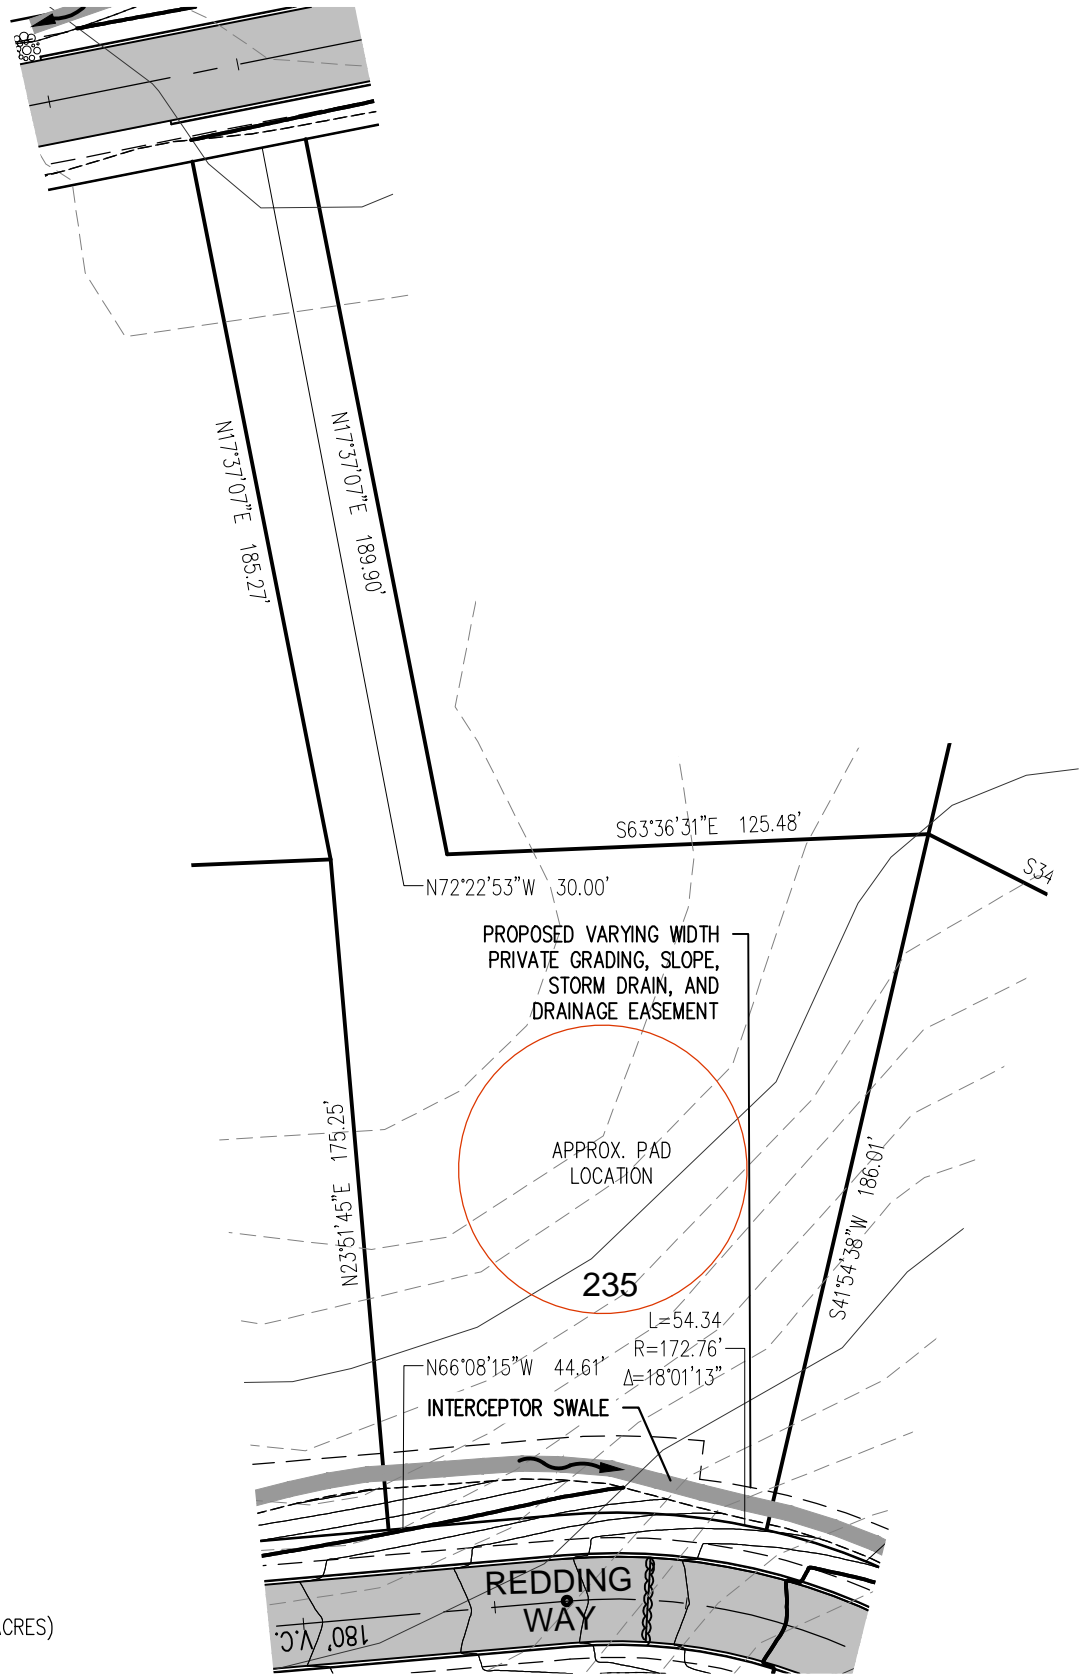 N17°37'07"E 185.27'
N17°37'07"E 189.90'
S63°36'31"E 125.48'
S34
N72°22'53"W 30.00'
PROPOSED VARYING WIDTH
PRIVATE GRADING, SLOPE,
STORM DRAIN, AND
DRAINAGE EASEMENT
N23°51'45"E 175.25'
APPROX. PAD
LOCATION
S41°54'38"W 186.01'
235
L=54.34
R=172.76'
Δ=18°01'13"
N66°08'15"W 44.61'
INTERCEPTOR SWALE
REDDING
WAY
180' V.C.
ACRES)